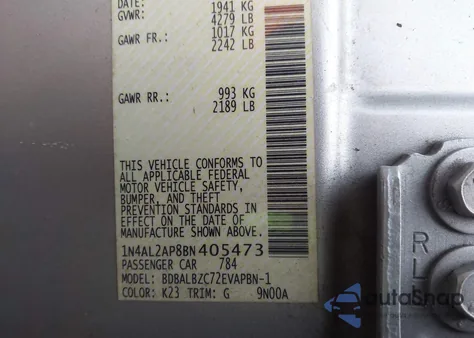 DATE: 1941 KG
GVWR: 4279 LB
GAWR FR.: 1017 KG
2242 LB
GAWR RR.: 993 KG
2189 LB
THIS VEHICLE CONFORMS TO
ALL APPLICABLE FEDERAL
MOTOR VEHICLE SAFETY,
BUMPER, AND THEFT
PREVENTION STANDARDS IN
EFFECT ON THE DATE OF
MANUFACTURE SHOWN ABOVE.
1N4AL2AP8BN405473
PASSENGER CAR 784
MODEL: BDBALBZC72EVAPBN-1
COLOR: K23 TRIM: G 9N00A
R
L
autoSnap